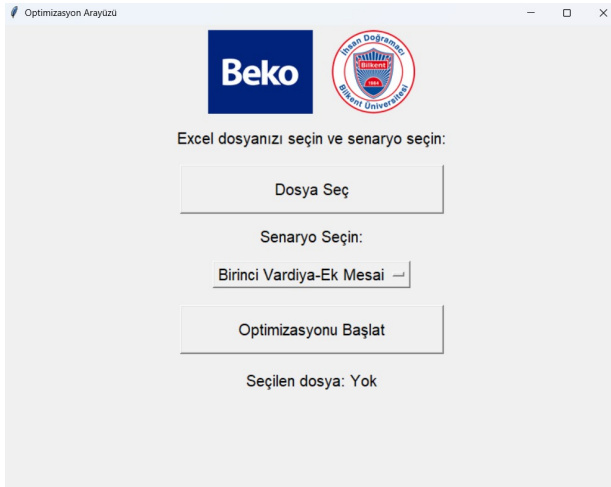 Optimizasyon Arayüzü
Beko
İhsan Doğramacı
Bilkent
1984
Bilkent Üniversitesi
Excel dosyanızı seçin ve senaryo seçin:
Dosya Seç
Senaryo Seçin:
Birinci Vardiya-Ek Mesai
Optimizasyonu Başlat
Seçilen dosya: Yok